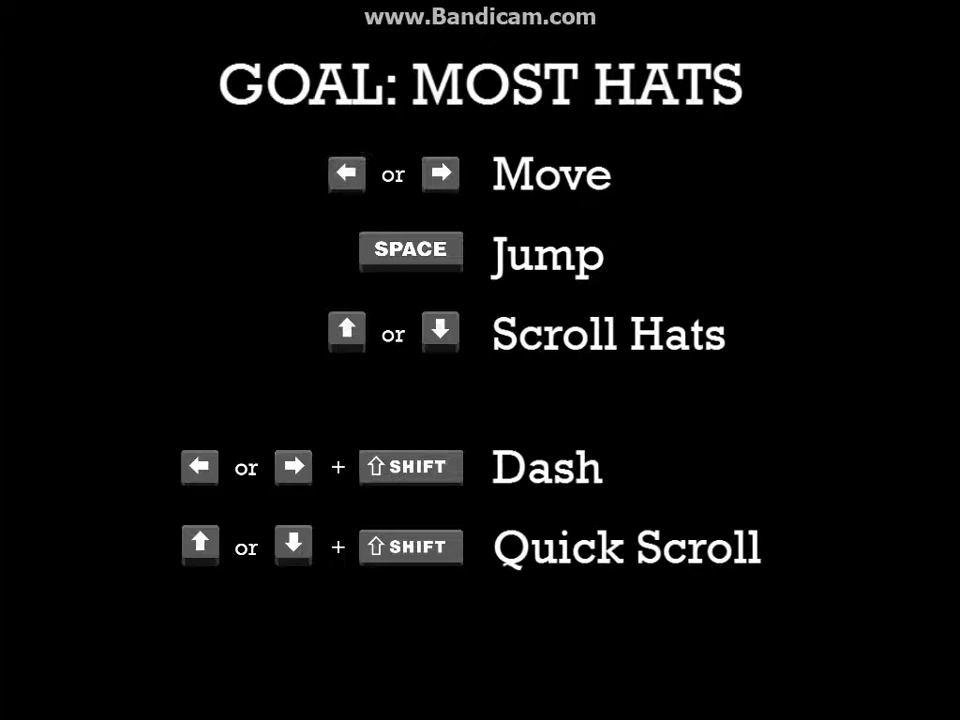 www.Bandicam.com
GOAL: MOST HATS
or Move
SPACE Jump
or Scroll Hats
or + SHIFT Dash
or + SHIFT Quick Scroll